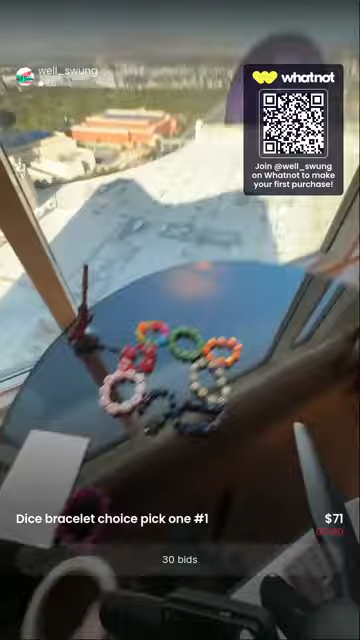 well_swung
whatnot
Join @well_swung
on Whatnot to make
your first purchase!
Dice bracelet choice pick one #1
$71
30 bids